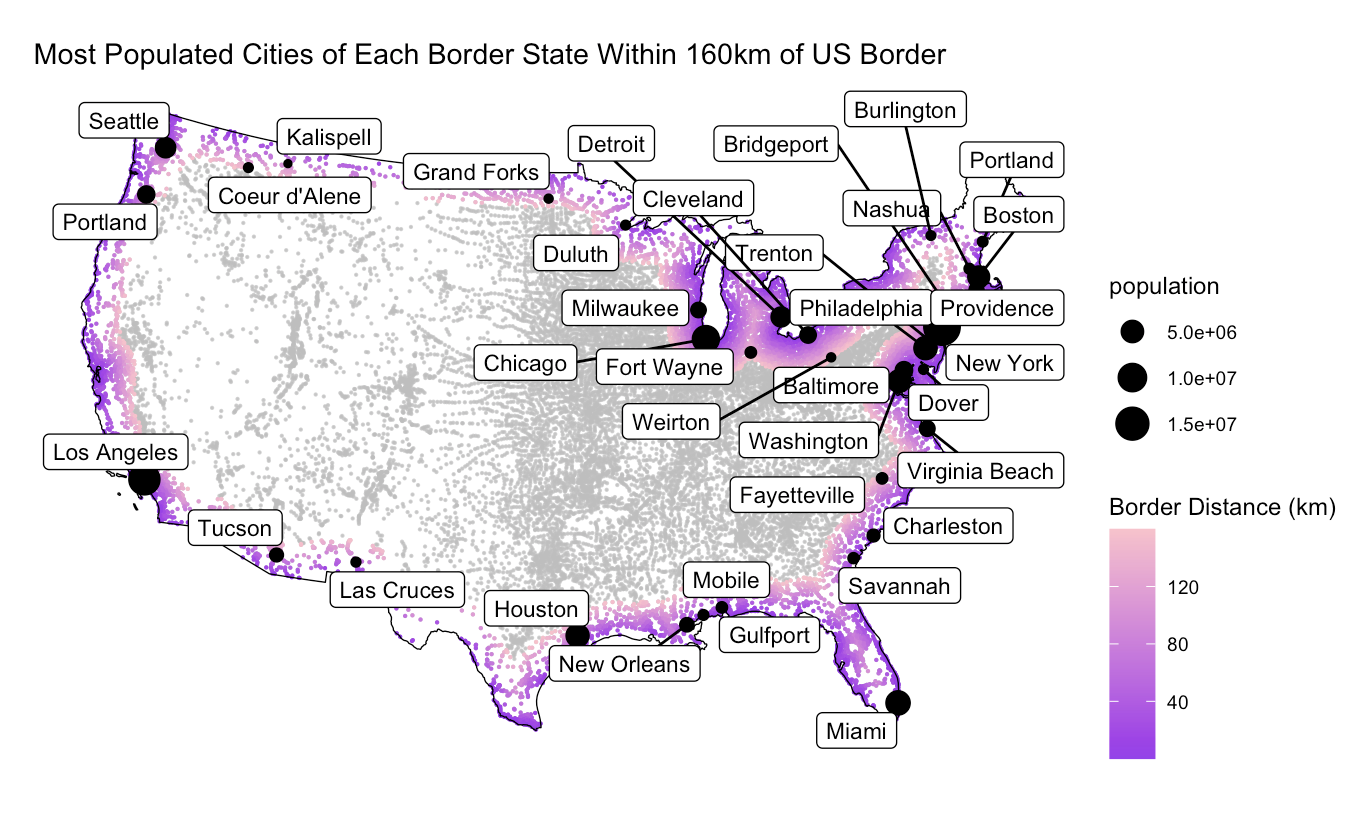 Most Populated Cities of Each Border State Within 160km of US Border
Burlington
Seattle
Kalispell
Detroit
Bridgeport
Portland
Grand Forks
Coeur d'Alene
Cleveland
Nashua
Boston
Portland
Duluth
Trenton
Milwaukee
Philadelphia
Providence
Chicago
Fort Wayne
New York
Baltimore
Dover
Weirton
Washington
Los Angeles
Virginia Beach
Fayetteville
Tucson
Charleston
Las Cruces
Mobile
Savannah
Houston
Gulfport
New Orleans
Miami
population
5.0e+06
1.0e+07
1.5e+07
Border Distance (km)
120
80
40